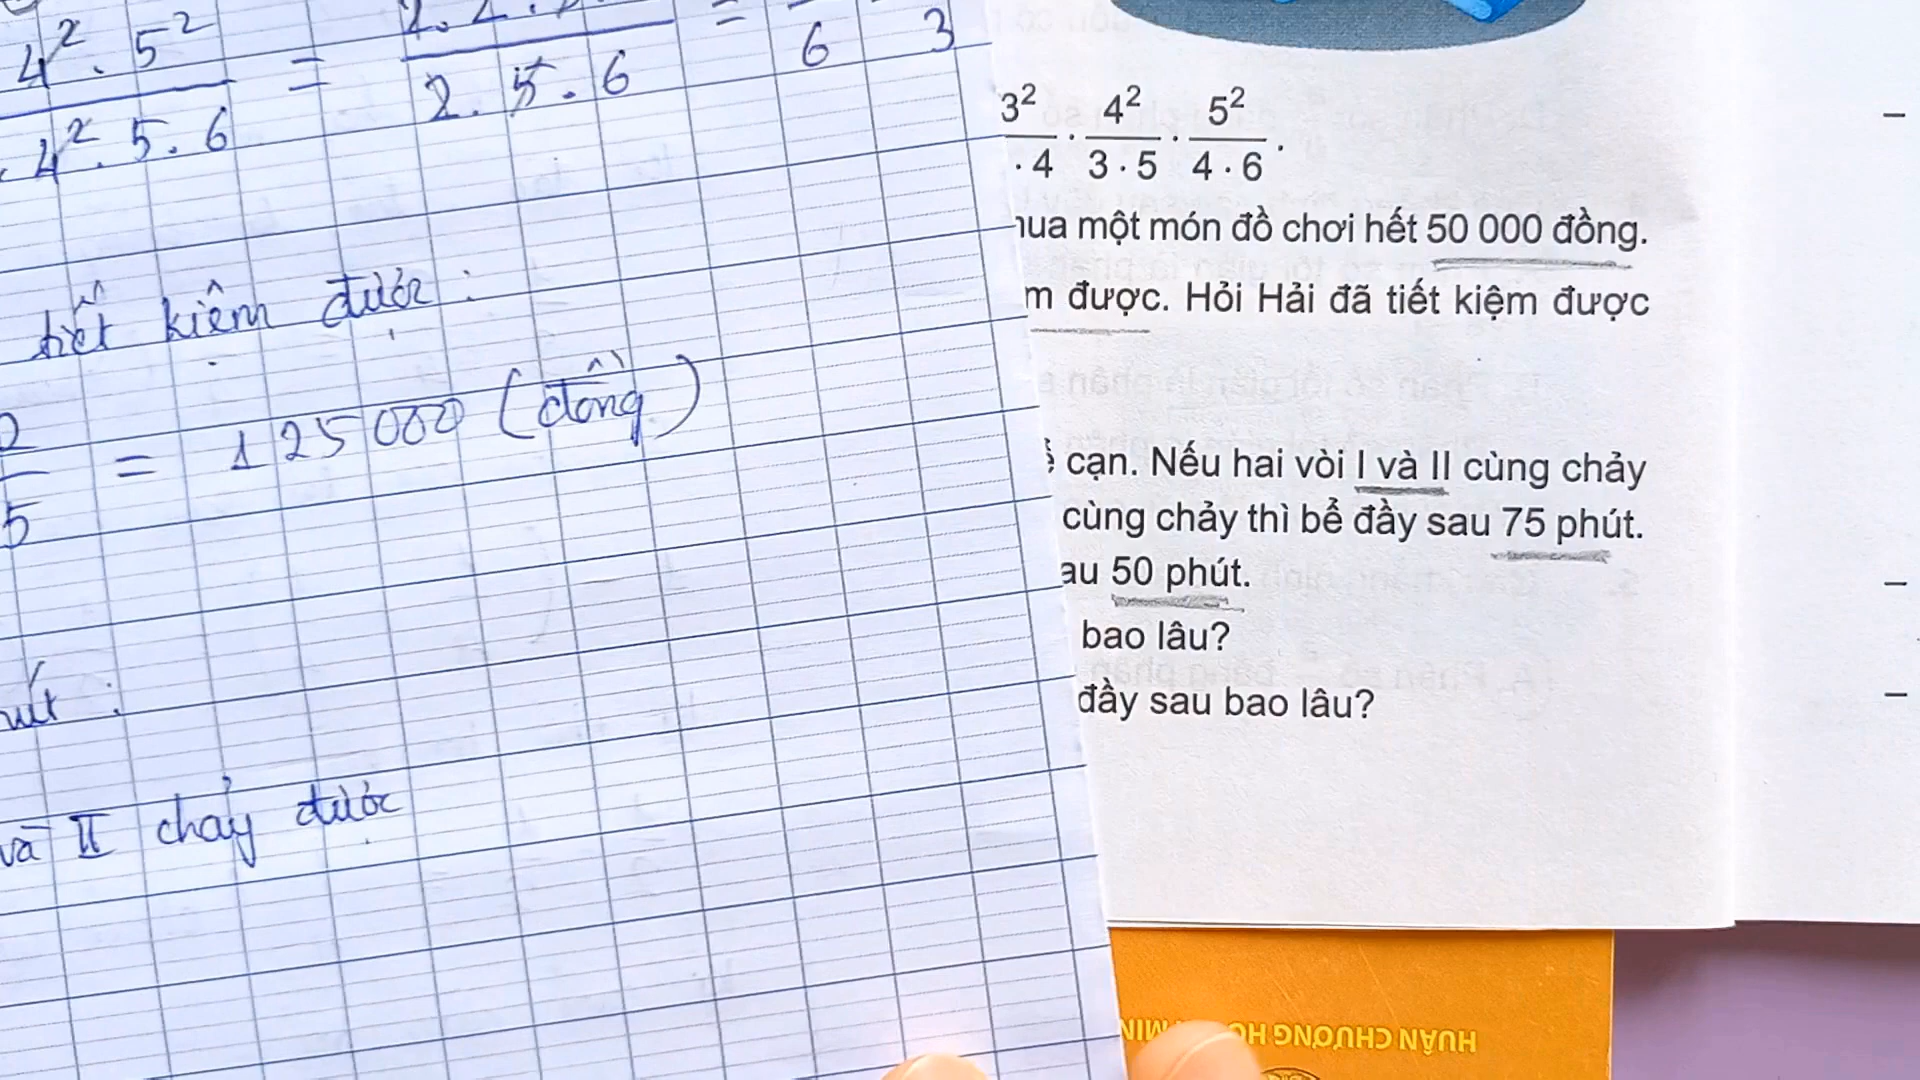 4² . 5² = 2 . 5 . 6 = 6 3
4² . 5 . 6
tiết kiệm được :
2/5 = 125 000 (đồng)
và II chảy được
3² / . 4 · 4² / 3 · 5 · 5² / 4 · 6 .
một món đồ chơi hết 50 000 đồng.
được. Hỏi Hải đã tiết kiệm được
cạn. Nếu hai vòi I và II cùng chảy
cùng chảy thì bể đầy sau 75 phút.
50 phút.
bao lâu?
đầy sau bao lâu?
HUÂN CHƯƠNG HỒ